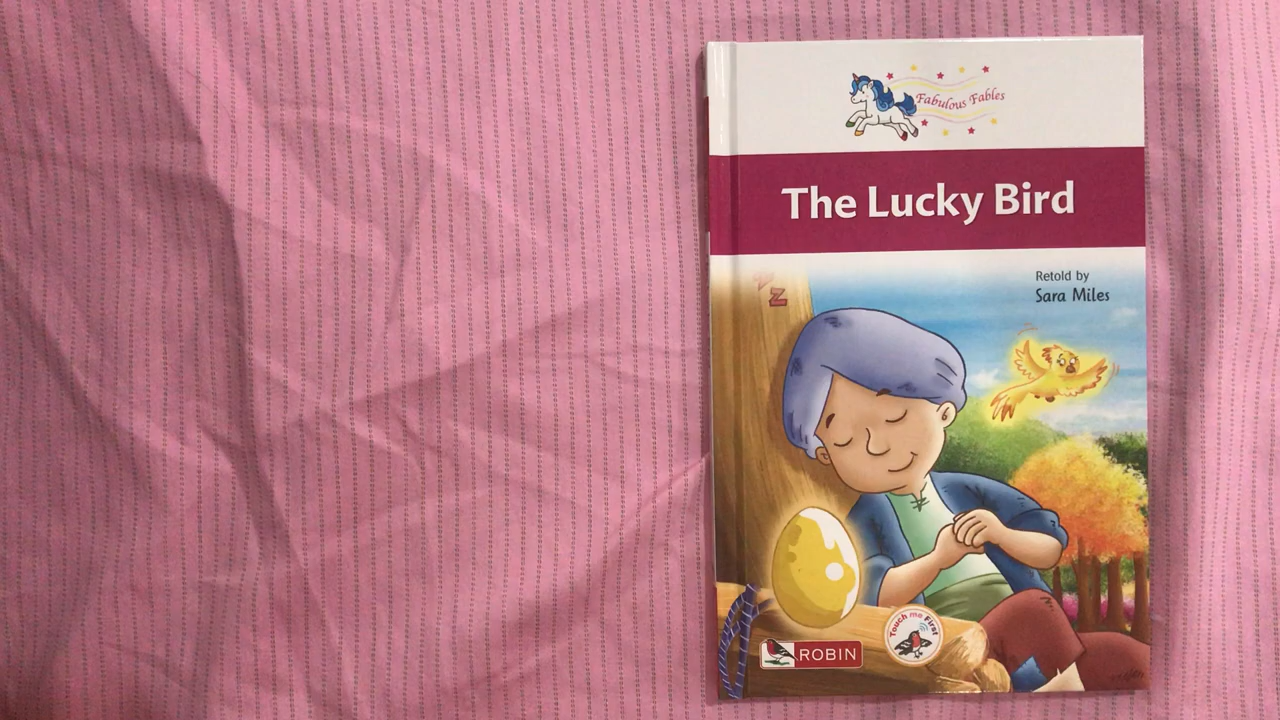 Fabulous Fables
The Lucky Bird
Retold by
Sara Miles
Z
Z
Touch me First
ROBIN